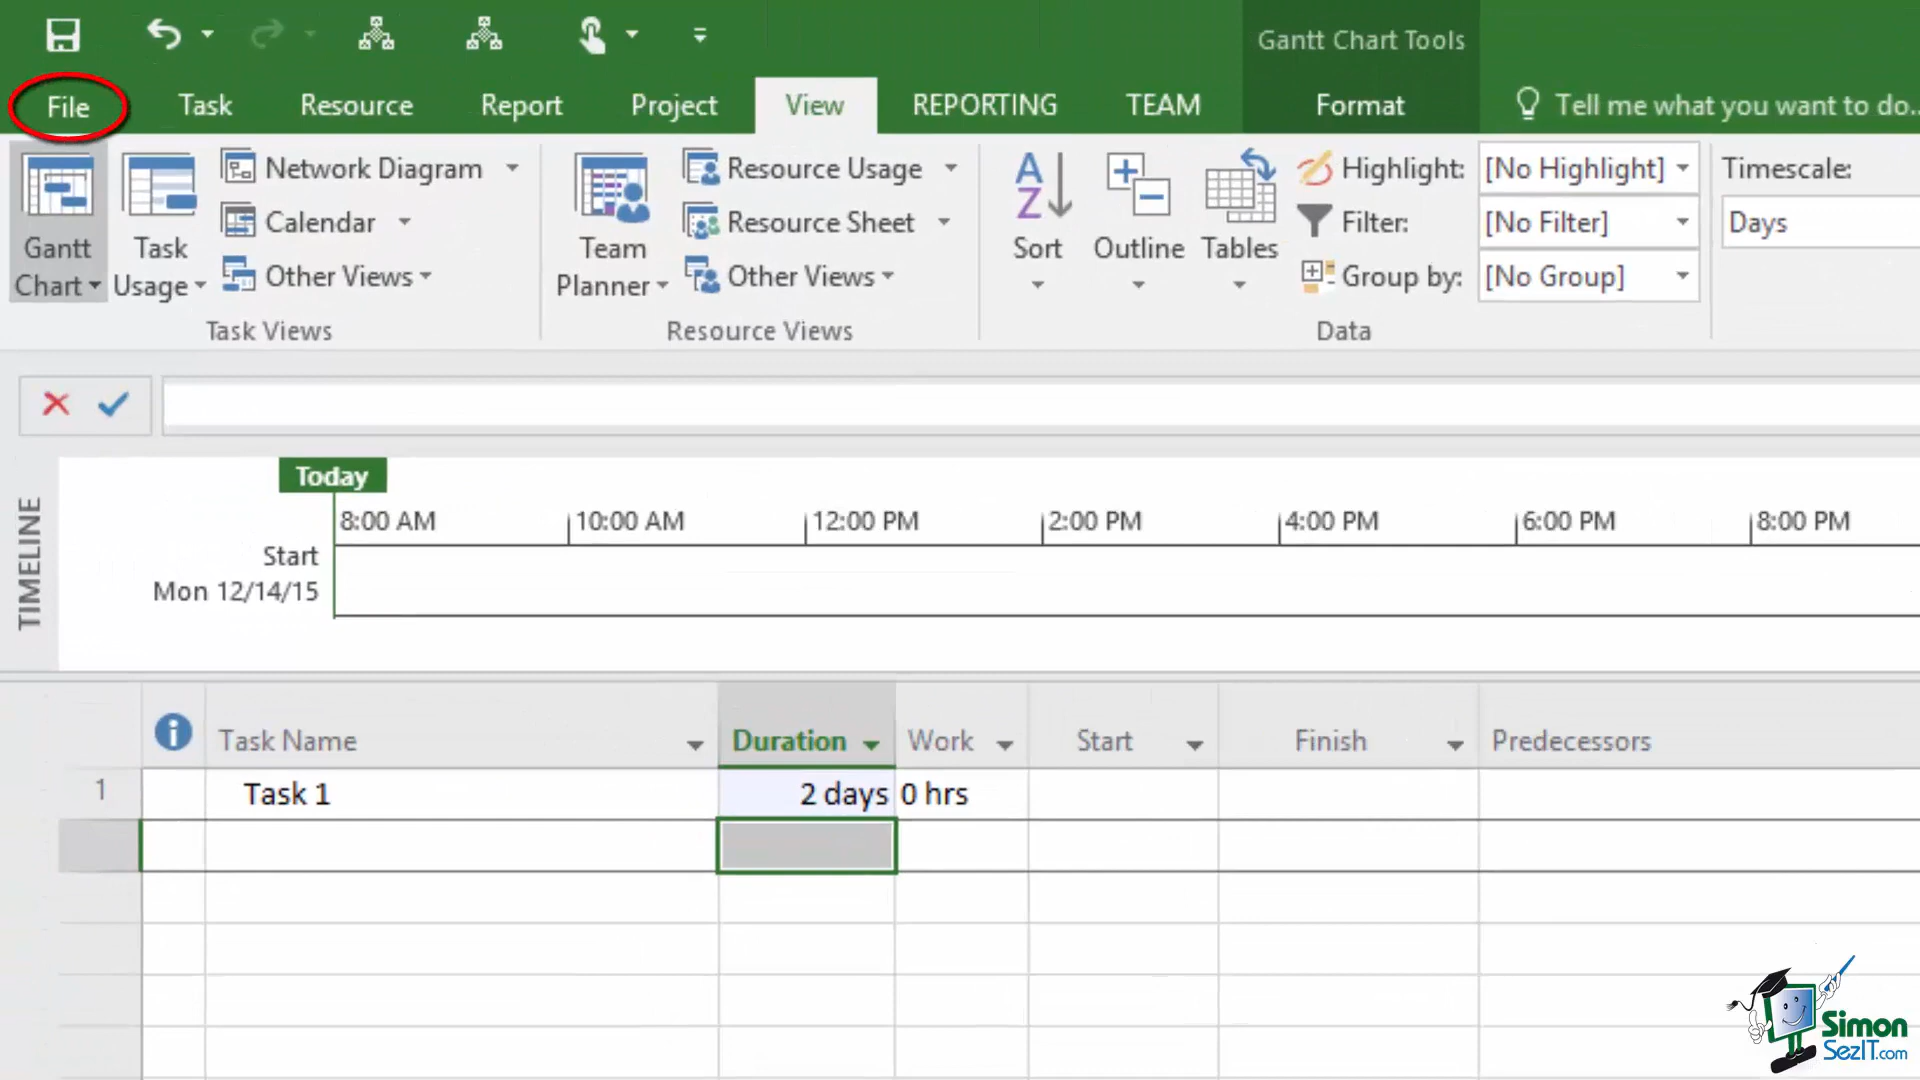 Gantt Chart Tools
File Task Resource Report Project View REPORTING TEAM Format Tell me what you want to do...
Gantt Chart
Task Usage
Network Diagram
Calendar
Other Views
Task Views
Team Planner
Resource Usage
Resource Sheet
Other Views
Resource Views
A
Z
Sort
Outline
Tables
Highlight: [No Highlight]
Filter: [No Filter]
Group by: [No Group]
Data
Timescale:
Days
TIMELINE
Today
8:00 AM 10:00 AM 12:00 PM 2:00 PM 4:00 PM 6:00 PM 8:00 PM
Start
Mon 12/14/15
Task Name Duration Work Start Finish Predecessors
1 Task 1 2 days 0 hrs
Simon
SezIT.com